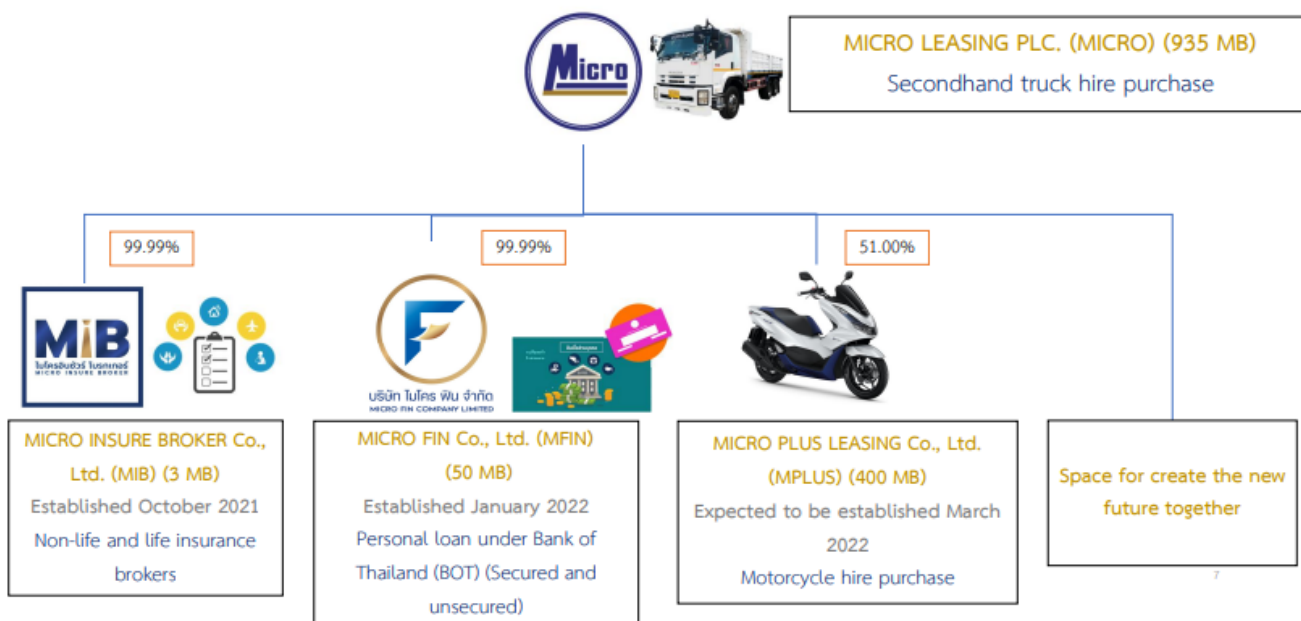 Micro
MICRO LEASING PLC. (MICRO) (935 MB)
Secondhand truck hire purchase
99.99%
99.99%
51.00%
MiB
ไมโครอินชัวร์ โบรกเกอร์
MICRO INSURE BROKER
บริษัท ไมโคร ฟิน จำกัด
MICRO FIN COMPANY LIMITED
MICRO INSURE BROKER Co.,
Ltd. (MIB) (3 MB)
Established October 2021
Non-life and life insurance
brokers
MICRO FIN Co., Ltd. (MFIN)
(50 MB)
Established January 2022
Personal loan under Bank of
Thailand (BOT) (Secured and
unsecured)
MICRO PLUS LEASING Co., Ltd.
(MPLUS) (400 MB)
Expected to be established March
2022
Motorcycle hire purchase
Space for create the new
future together
7